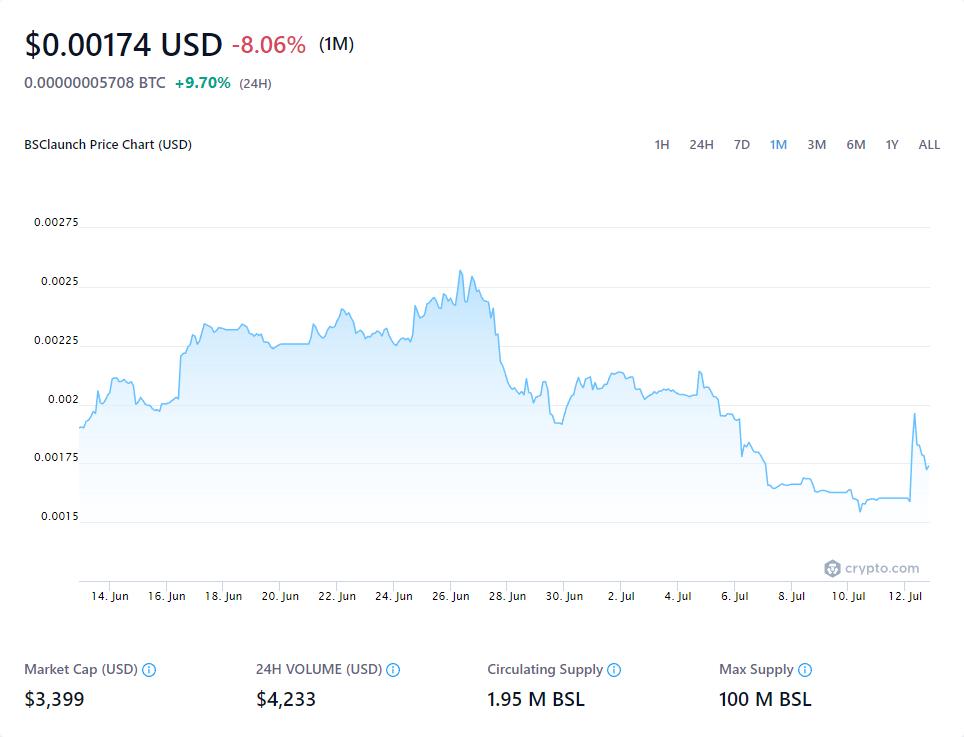 $0.00174 USD -8.06% (1M)
0.00000005708 BTC +9.70% (24H)
BSClaunch Price Chart (USD) 1H 24H 7D 1M 3M 6M 1Y ALL
0.00275
0.0025
0.00225
0.002
0.00175
0.0015
crypto.com
14. Jun 16. Jun 18. Jun 20. Jun 22. Jun 24. Jun 26. Jun 28. Jun 30. Jun 2. Jul 4. Jul 6. Jul 8. Jul 10. Jul 12. Jul
Market Cap (USD) 24H VOLUME (USD) Circulating Supply Max Supply
$3,399 $4,233 1.95 M BSL 100 M BSL